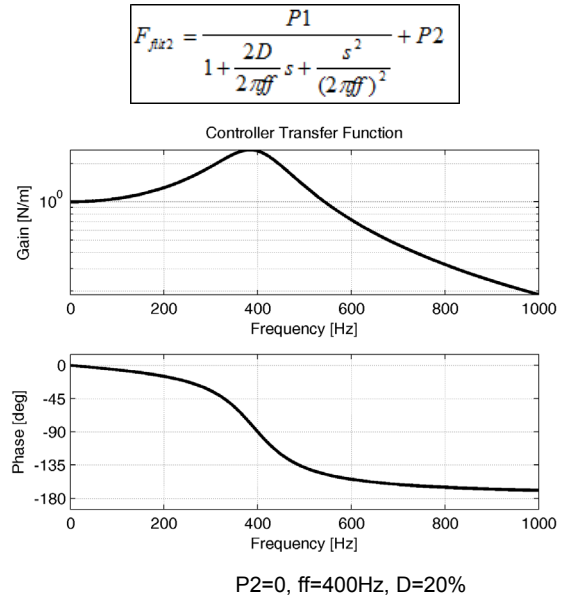 F_flit2 = P1 / (1 + (2D / 2πff) s + s² / (2πff)²) + P2
Controller Transfer Function
Gain [N/m]
10⁰
0 200 400 600 800 1000
Frequency [Hz]
Phase [deg]
0
-45
-90
-135
-180
0 200 400 600 800 1000
Frequency [Hz]
P2=0, ff=400Hz, D=20%